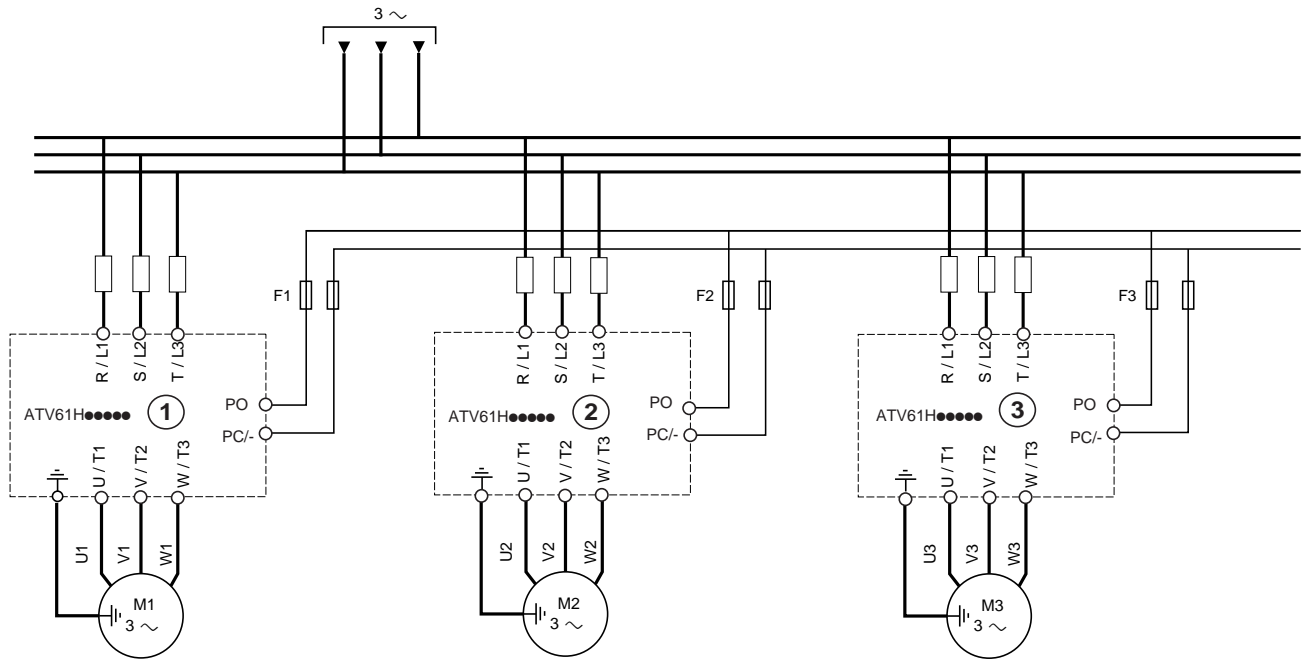 3 ∼
F1
F2
F3
R / L1
S / L2
T / L3
R / L1
S / L2
T / L3
R / L1
S / L2
T / L3
ATV61H●●●●●
1
PO
PC/-
ATV61H●●●●●
2
PO
PC/-
ATV61H●●●●●
3
PO
PC/-
U / T1
V / T2
W / T3
U / T1
V / T2
W / T3
U / T1
V / T2
W / T3
U1
V1
W1
U2
V2
W2
U3
V3
W3
M1
3 ∼
M2
3 ∼
M3
3 ∼